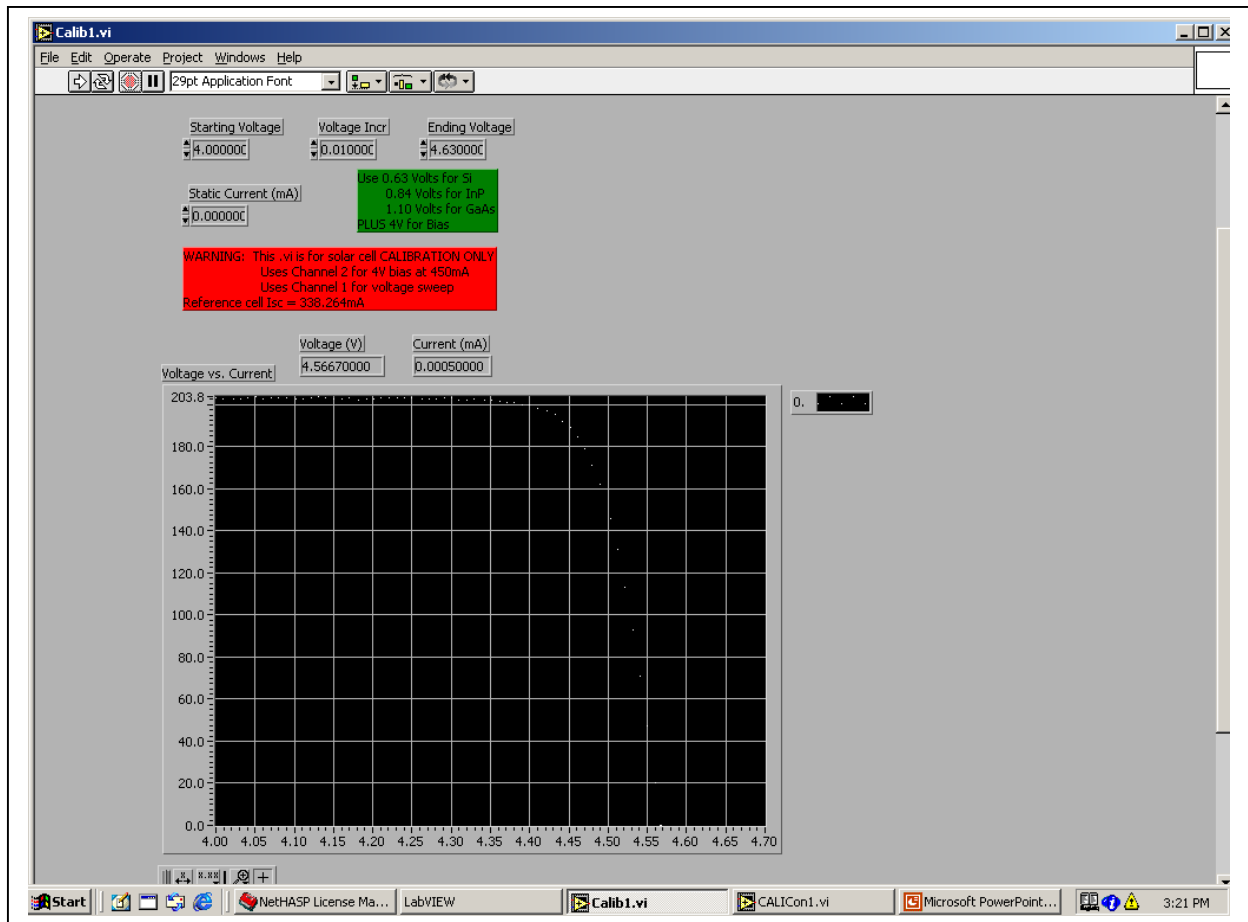 Calib1.vi
File Edit Operate Project Windows Help
29pt Application Font
Starting Voltage Voltage Incr Ending Voltage
4.00000C 0.01000C 4.63000C
Use 0.63 Volts for Si
0.84 Volts for InP
1.10 Volts for GaAs
PLUS 4V for Bias
Static Current (mA)
0.00000C
WARNING: This .vi is for solar cell CALIBRATION ONLY
Uses Channel 2 for 4V bias at 450mA
Uses Channel 1 for voltage sweep
Reference cell Isc = 338.264mA
Voltage (V) Current (mA)
4.56670000 0.00050000
Voltage vs. Current
203.8
180.0
160.0
140.0
120.0
100.0
80.0
60.0
40.0
20.0
0.0
4.00 4.05 4.10 4.15 4.20 4.25 4.30 4.35 4.40 4.45 4.50 4.55 4.60 4.65 4.70
0.
Start NetHASP License Ma... LabVIEW Calib1.vi CALICon1.vi Microsoft PowerPoint... 3:21 PM